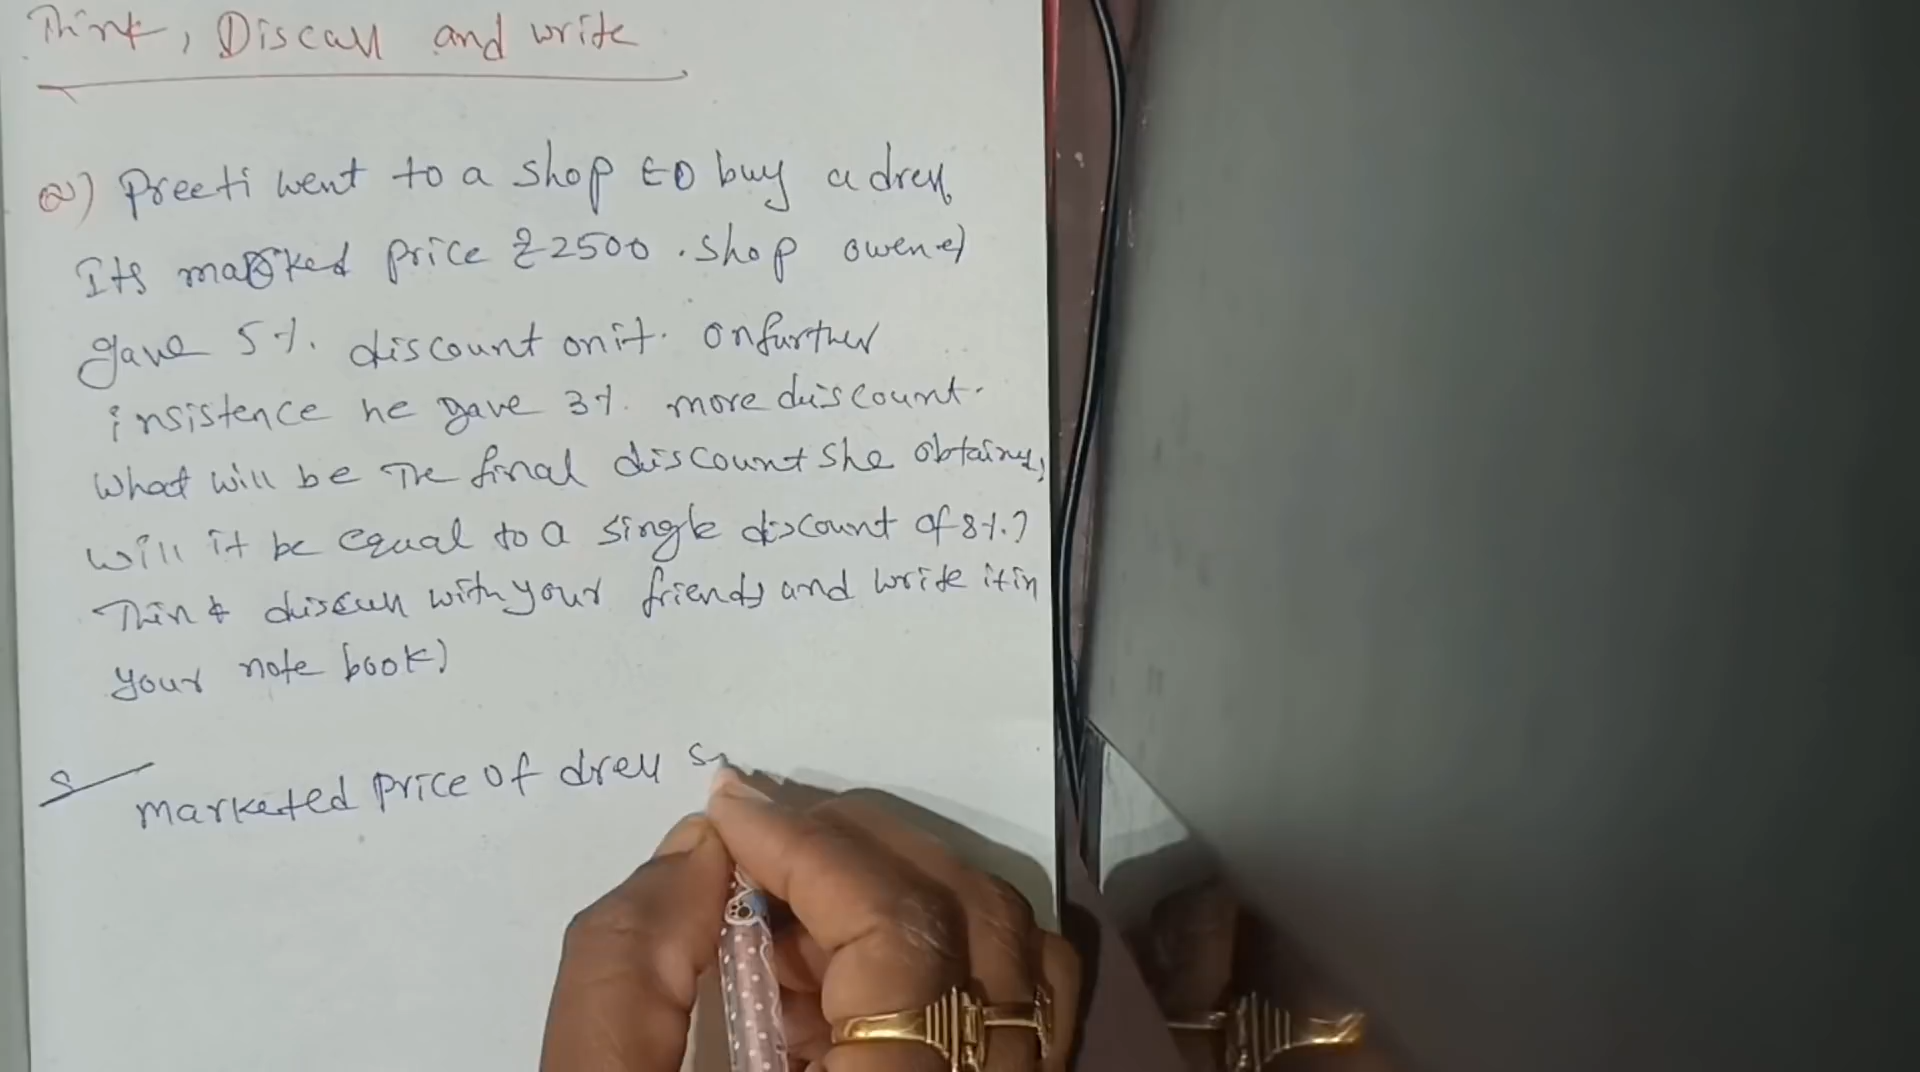 Think, Discuss and write
Q) Preeti went to a shop to buy a dress
Its marked price ₹2500. shop owener
gave 5%. discount on it. on further
insistence he gave 3%. more discount.
What will be The final discount she obtains,
will it be equal to a single discount of 8%.?
Think discuss with your friends and write it in
your note book)
S
marketed price of dress